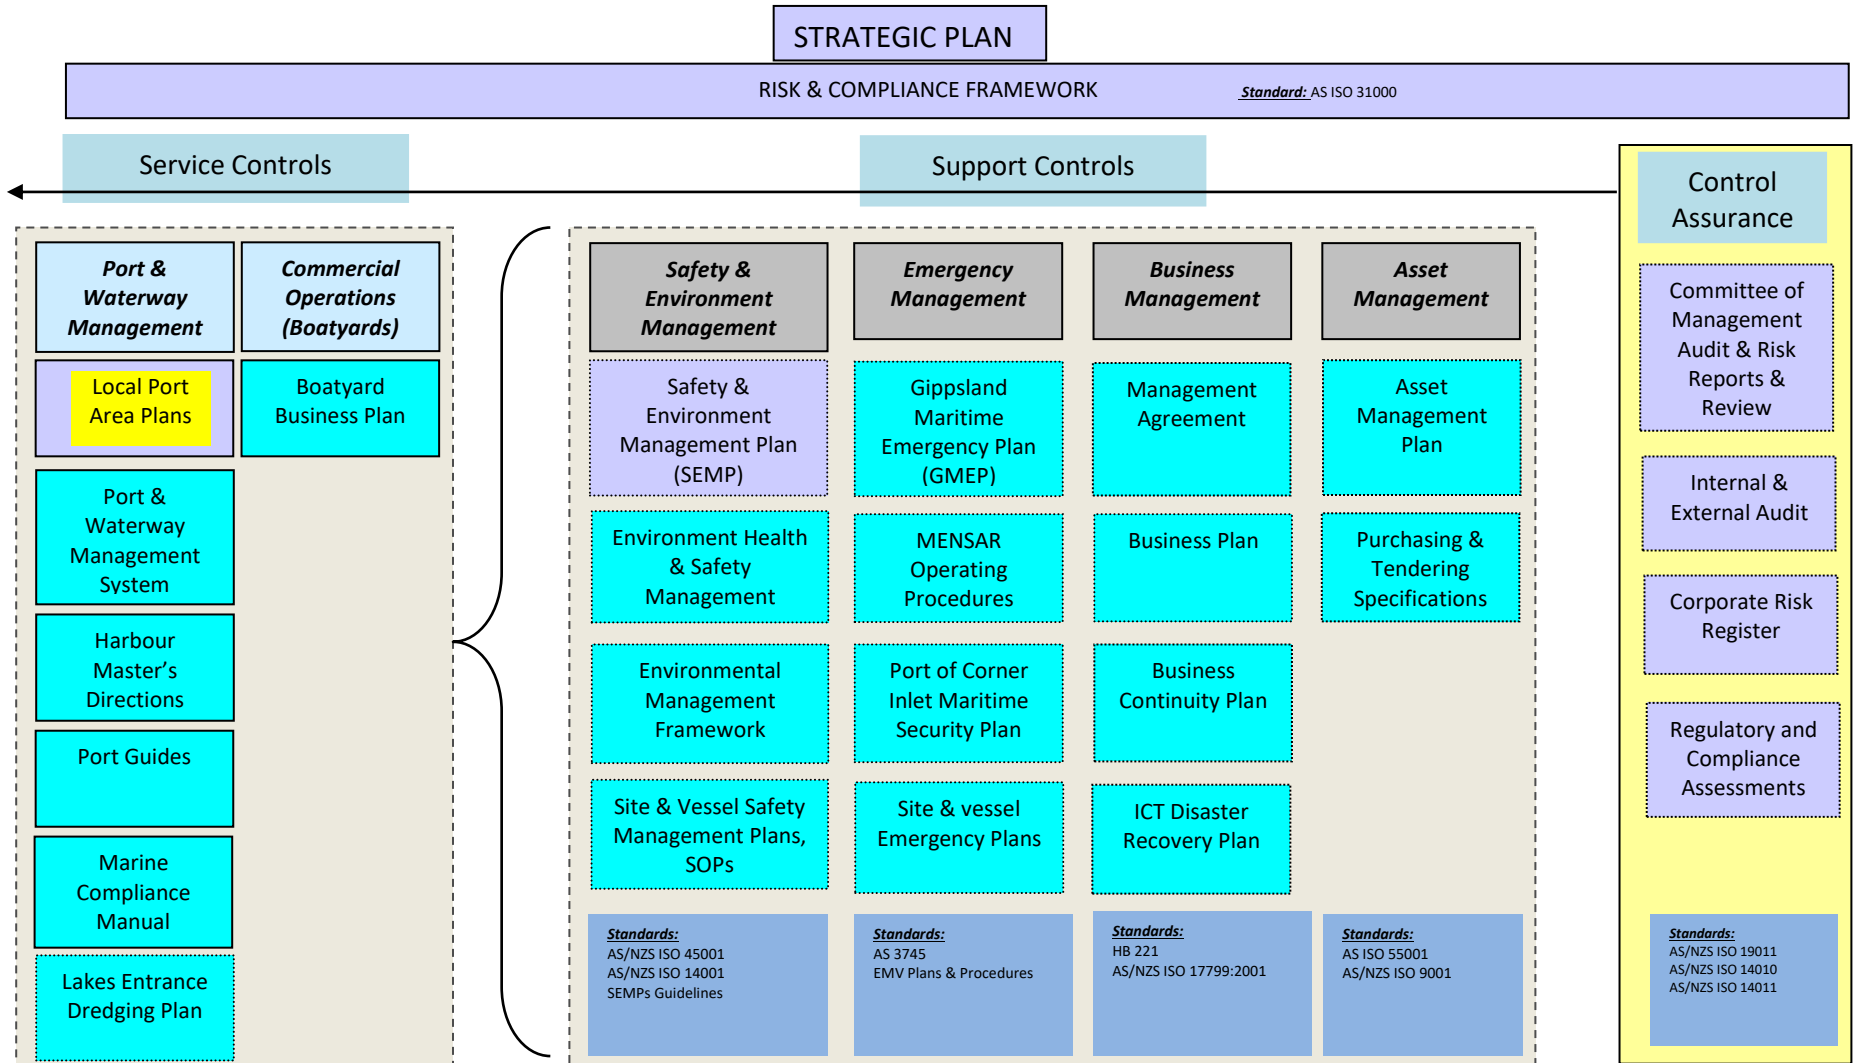 STRATEGIC PLAN
RISK & COMPLIANCE FRAMEWORK Standard: AS ISO 31000
Service Controls
Support Controls
Control
Assurance
Port &
Waterway
Management
Commercial
Operations
(Boatyards)
Local Port
Area Plans
Boatyard
Business Plan
Port &
Waterway
Management
System
Harbour
Master’s
Directions
Port Guides
Marine
Compliance
Manual
Lakes Entrance
Dredging Plan
Safety &
Environment
Management
Safety &
Environment
Management Plan
(SEMP)
Environment Health
& Safety
Management
Environmental
Management
Framework
Site & Vessel Safety
Management Plans,
SOPs
Standards:
AS/NZS ISO 45001
AS/NZS ISO 14001
SEMPs Guidelines
Emergency
Management
Gippsland
Maritime
Emergency Plan
(GMEP)
MENSAR
Operating
Procedures
Port of Corner
Inlet Maritime
Security Plan
Site & vessel
Emergency Plans
Standards:
AS 3745
EMV Plans & Procedures
Business
Management
Management
Agreement
Business Plan
Business
Continuity Plan
ICT Disaster
Recovery Plan
Standards:
HB 221
AS/NZS ISO 17799:2001
Asset
Management
Asset
Management
Plan
Purchasing &
Tendering
Specifications
Standards:
AS ISO 55001
AS/NZS ISO 9001
Committee of
Management
Audit & Risk
Reports &
Review
Internal &
External Audit
Corporate Risk
Register
Regulatory and
Compliance
Assessments
Standards:
AS/NZS ISO 19011
AS/NZS ISO 14010
AS/NZS ISO 14011